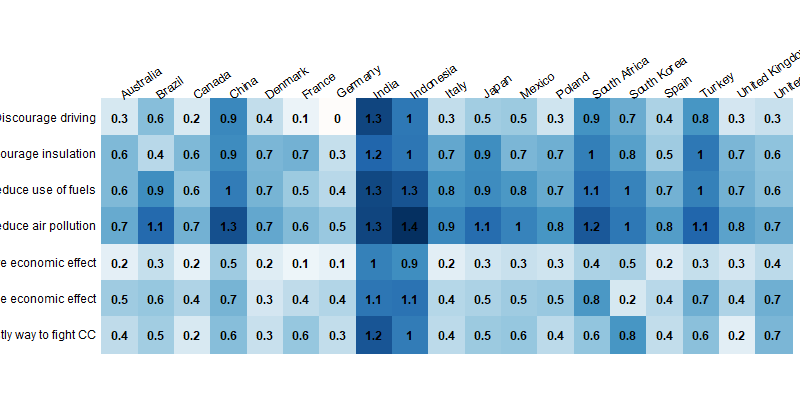 Australia Brazil Canada China Denmark France Germany India Indonesia Italy Japan Mexico Poland South Africa South Korea Spain Turkey United Kingdo Unite
Discourage driving 0.3 0.6 0.2 0.9 0.4 0.1 0 1.3 1 0.3 0.5 0.5 0.3 0.9 0.7 0.4 0.8 0.3 0.3
ourage insulation 0.6 0.4 0.6 0.9 0.7 0.7 0.3 1.2 1 0.7 0.9 0.7 0.7 1 0.8 0.5 1 0.7 0.6
educe use of fuels 0.6 0.9 0.6 1 0.7 0.5 0.4 1.3 1.3 0.8 0.9 0.8 0.7 1.1 1 0.7 1 0.7 0.6
educe air pollution 0.7 1.1 0.7 1.3 0.7 0.6 0.5 1.3 1.4 0.9 1.1 1 0.8 1.2 1 0.8 1.1 0.8 0.7
e economic effect 0.2 0.3 0.2 0.5 0.2 0.1 0.1 1 0.9 0.2 0.3 0.3 0.3 0.4 0.5 0.2 0.3 0.3 0.4
e economic effect 0.5 0.6 0.4 0.7 0.3 0.4 0.4 1.1 1.1 0.4 0.5 0.5 0.5 0.8 0.2 0.4 0.7 0.4 0.7
tly way to fight CC 0.4 0.5 0.2 0.6 0.3 0.6 0.3 1.2 1 0.4 0.5 0.6 0.4 0.6 0.8 0.4 0.6 0.2 0.7